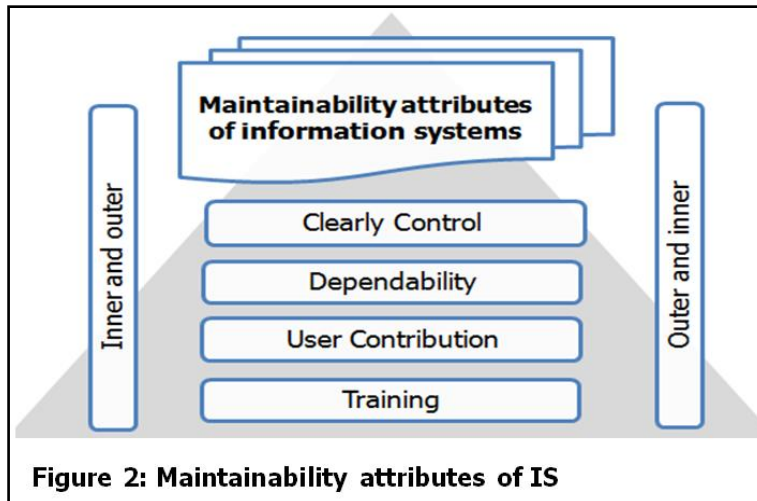 Maintainability attributes
of information systems
Inner and outer
Clearly Control
Dependability
User Contribution
Training
Outer and inner
Figure 2: Maintainability attributes of IS